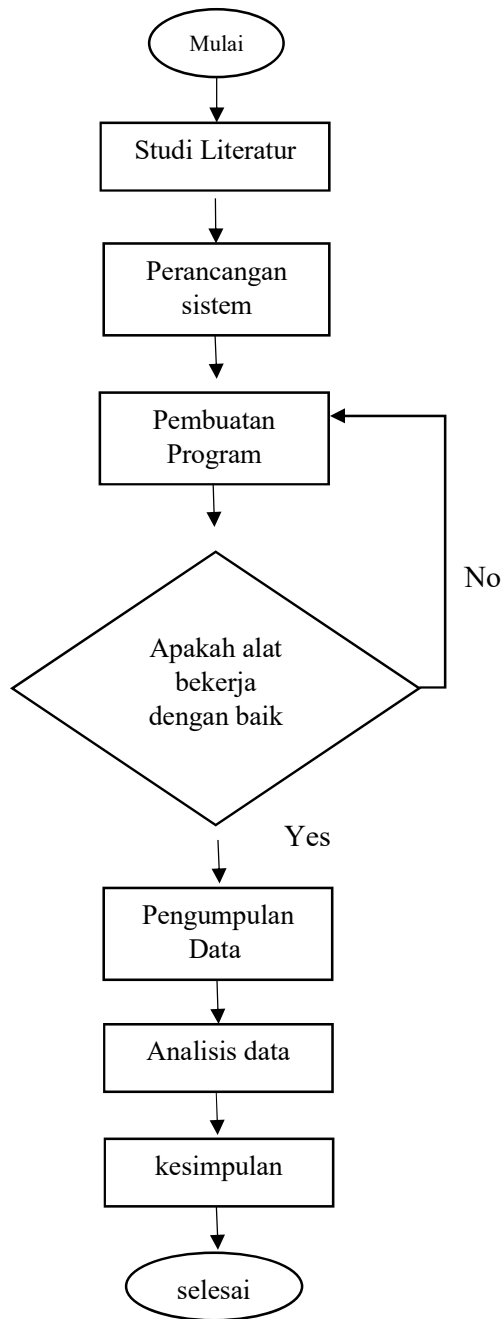 Mulai
Studi Literatur
Perancangan
sistem
Pembuatan
Program
No
Apakah alat
bekerja
dengan baik
Yes
Pengumpulan
Data
Analisis data
kesimpulan
selesai